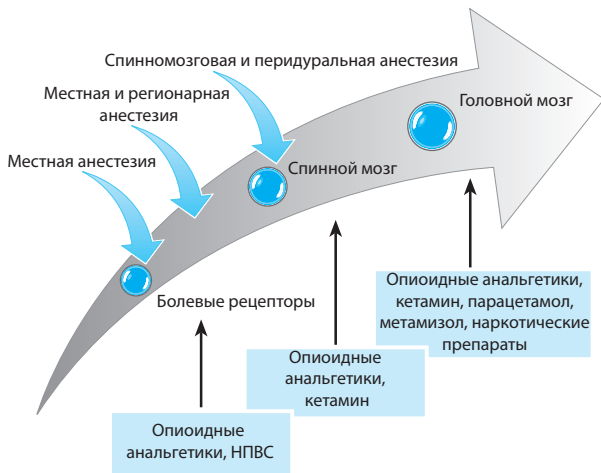 Спинномозговая и перидуральная анестезия
Местная и регионарная
анестезия
Головной мозг
Местная анестезия
Спинной мозг
Болевые рецепторы
Опиоидные анальгетики,
кетамин, парацетамол,
метамизол, наркотические
препараты
Опиоидные
анальгетики,
кетамин
Опиоидные
анальгетики, НПВС